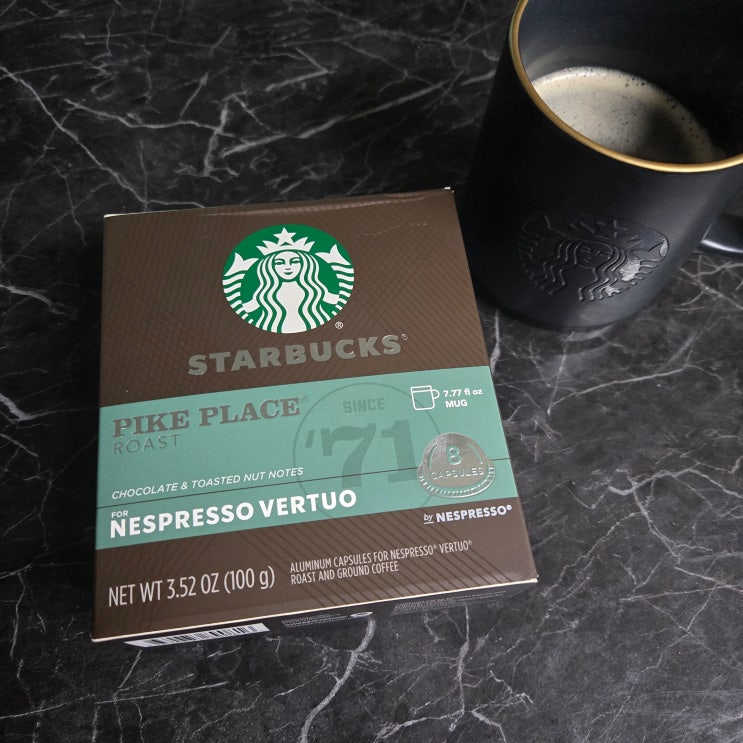 ®
STARBUCKS®
PIKE PLACE®
ROAST
SINCE
'71
7.77 fl oz
MUG
8
CAPSULES
CHOCOLATE & TOASTED NUT NOTES
FOR
NESPRESSO VERTUO
by NESPRESSO®
NET WT 3.52 OZ (100 g)
ALUMINUM CAPSULES FOR NESPRESSO® VERTUO®
ROAST AND GROUND COFFEE